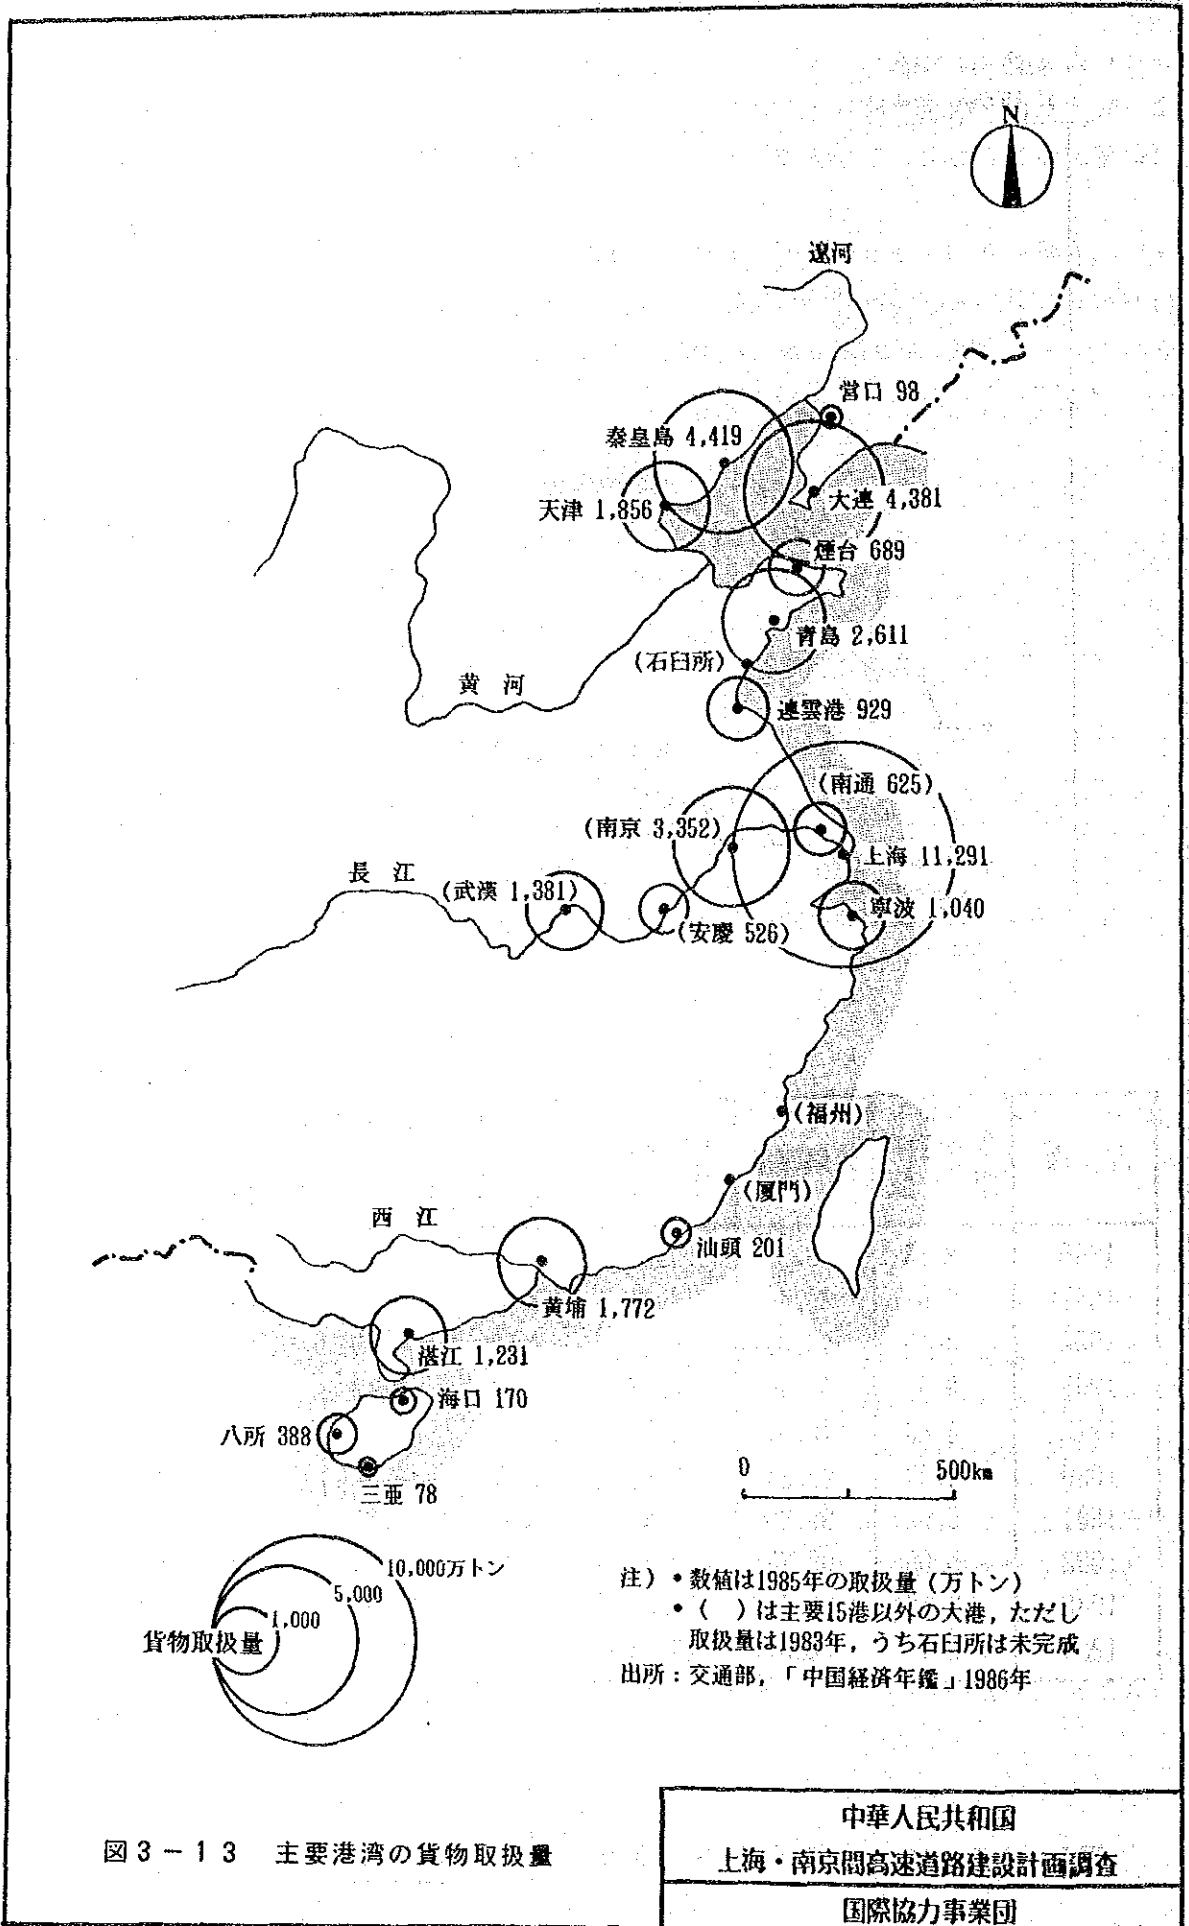 N
遼河
営口 98
秦皇島 4,419
大連 4,381
天津 1,856
煙台 689
青島 2,611
(石臼所)
黄 河
連雲港 929
(南通 625)
(南京 3,352)
上海 11,291
長 江
(武漢 1,381)
寧波 1,040
(安慶 526)
(福州)
(厦門)
西 江
汕頭 201
黄埔 1,772
湛江 1,231
海口 170
八所 388
三亜 78
0 500km
10,000万トン
5,000
1,000
貨物取扱量
注) • 数値は1985年の取扱量(万トン)
• ( )は主要15港以外の大港,ただし
取扱量は1983年,うち石臼所は未完成
出所:交通部,「中国経済年鑑」1986年
図3-13 主要港湾の貨物取扱量
中華人民共和国
上海・南京間高速道路建設計画調査
国際協力事業団